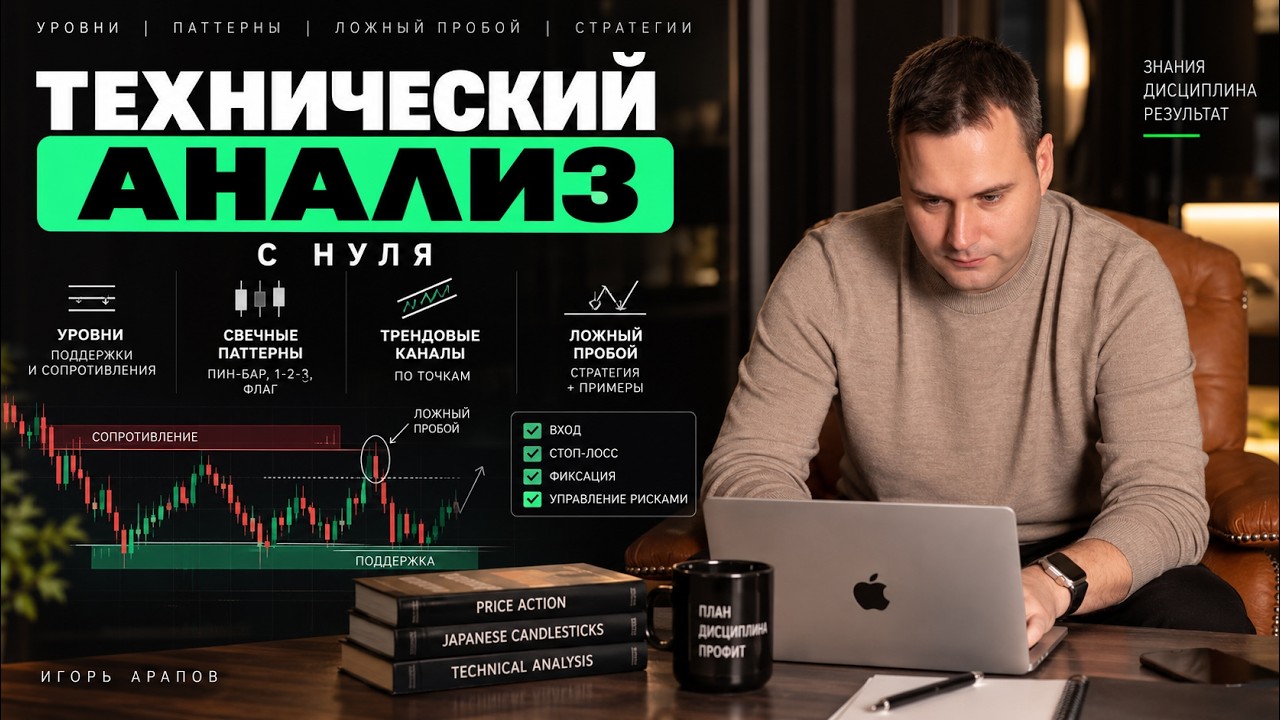 УРОВНИ | ПАТТЕРНЫ | ЛОЖНЫЙ ПРОБОЙ | СТРАТЕГИИ
ТЕХНИЧЕСКИЙ
АНАЛИЗ
С НУЛЯ
ЗНАНИЯ
ДИСЦИПЛИНА
РЕЗУЛЬТАТ
УРОВНИ
ПОДДЕРЖКИ
И СОПРОТИВЛЕНИЯ
СВЕЧНЫЕ
ПАТТЕРНЫ
ПИН-БАР, 1-2-3,
ФЛАГ
ТРЕНДОВЫЕ
КАНАЛЫ
ПО ТОЧКАМ
ЛОЖНЫЙ
ПРОБОЙ
СТРАТЕГИЯ
+ ПРИМЕРЫ
СОПРОТИВЛЕНИЕ
ЛОЖНЫЙ
ПРОБОЙ
ПОДДЕРЖКА
ВХОД
СТОП-ЛОСС
ФИКСАЦИЯ
УПРАВЛЕНИЕ РИСКАМИ
PRICE ACTION
JAPANESE CANDLESTICKS
TECHNICAL ANALYSIS
ПЛАН
ДИСЦИПЛИНА
ПРОФИТ
ИГОРЬ АРАПОВ